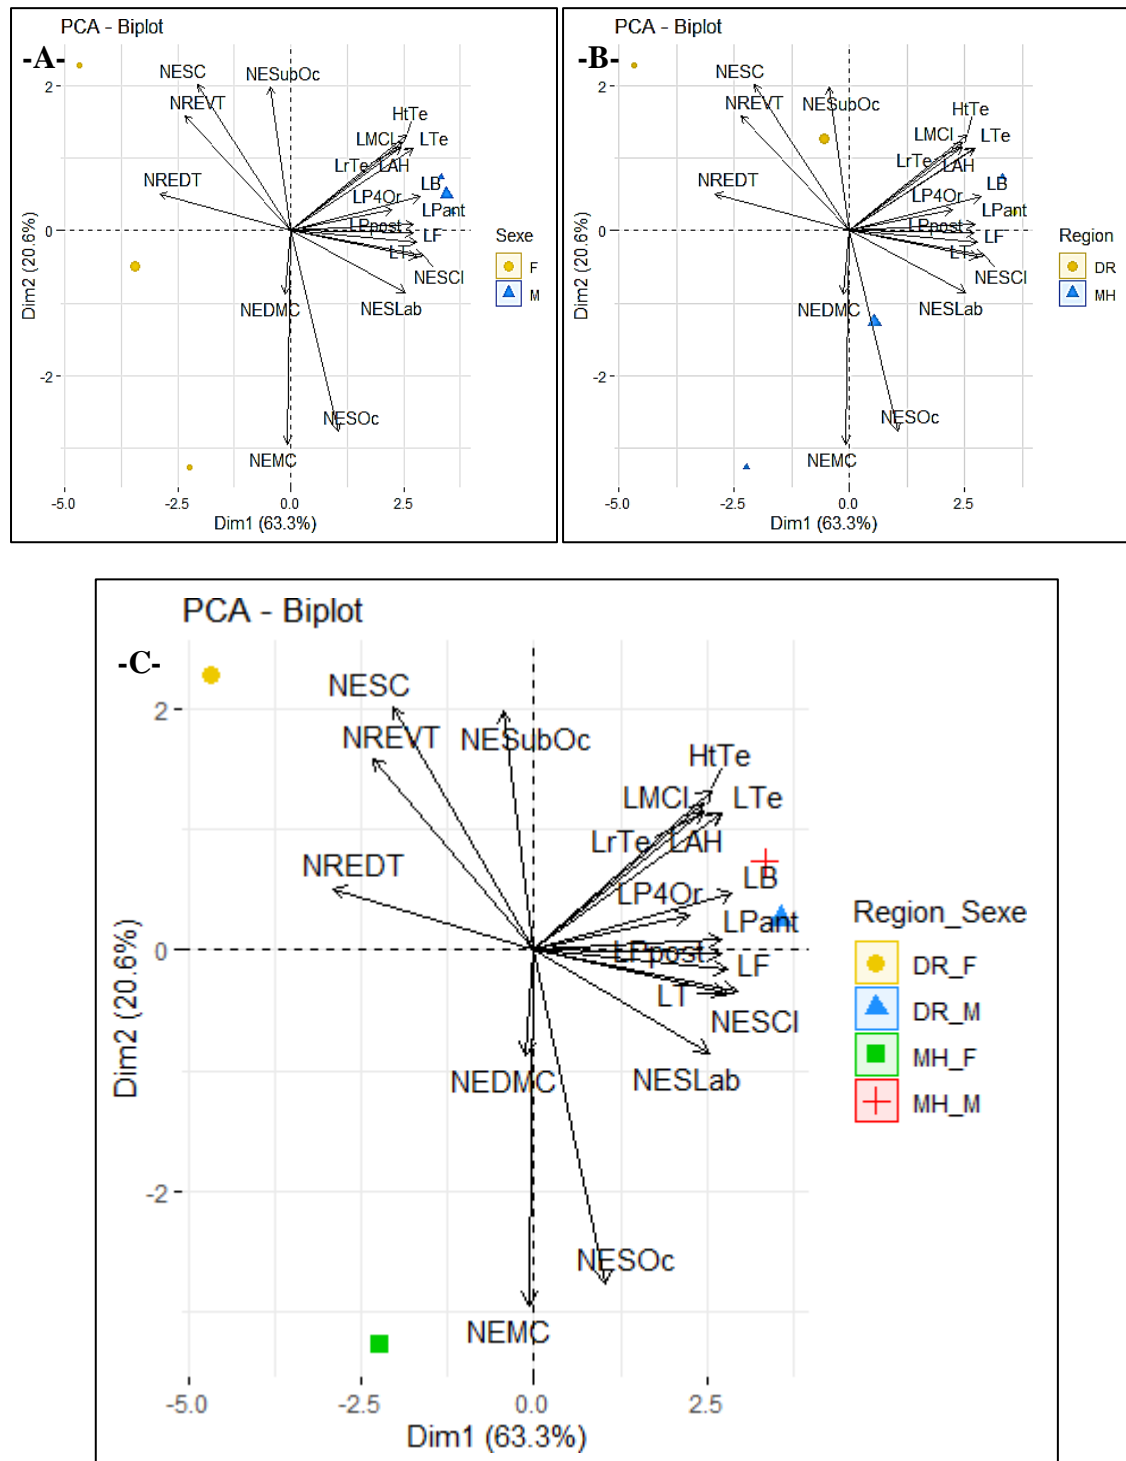 PCA - Biplot
-A-
2
0
-2
-5.0
-2.5
0.0
2.5
Dim1 (63.3%)
Dim2 (20.6%)
NESC
NESubOc
NREVT
HtTe
LMCl
LTe
LrTe
LAH
NREDT
LB
LP4Or
LPant
LPpost
LF
LT
NESCl
NEDMC
NESLab
NESOc
NEMC
Sexe
F
M
PCA - Biplot
-B-
2
0
-2
-5.0
-2.5
0.0
2.5
Dim1 (63.3%)
Dim2 (20.6%)
NESC
NREVT
NESubOc
HtTe
LMCl
LTe
LrTe
LAH
NREDT
LB
LP4Or
LPant
LPpost
LF
LT
NESCl
NEDMC
NESLab
NESOc
NEMC
Region
DR
MH
PCA - Biplot
-C-
2
0
-2
-5.0
-2.5
0.0
2.5
Dim1 (63.3%)
Dim2 (20.6%)
NESC
NREVT
NESubOc
HtTe
LMCl
LTe
LrTe
LAH
NREDT
LB
LP4Or
LPant
LPpost
LF
LT
NESCl
NEDMC
NESLab
NESOc
NEMC
Region_Sexe
DR_F
DR_M
MH_F
MH_M